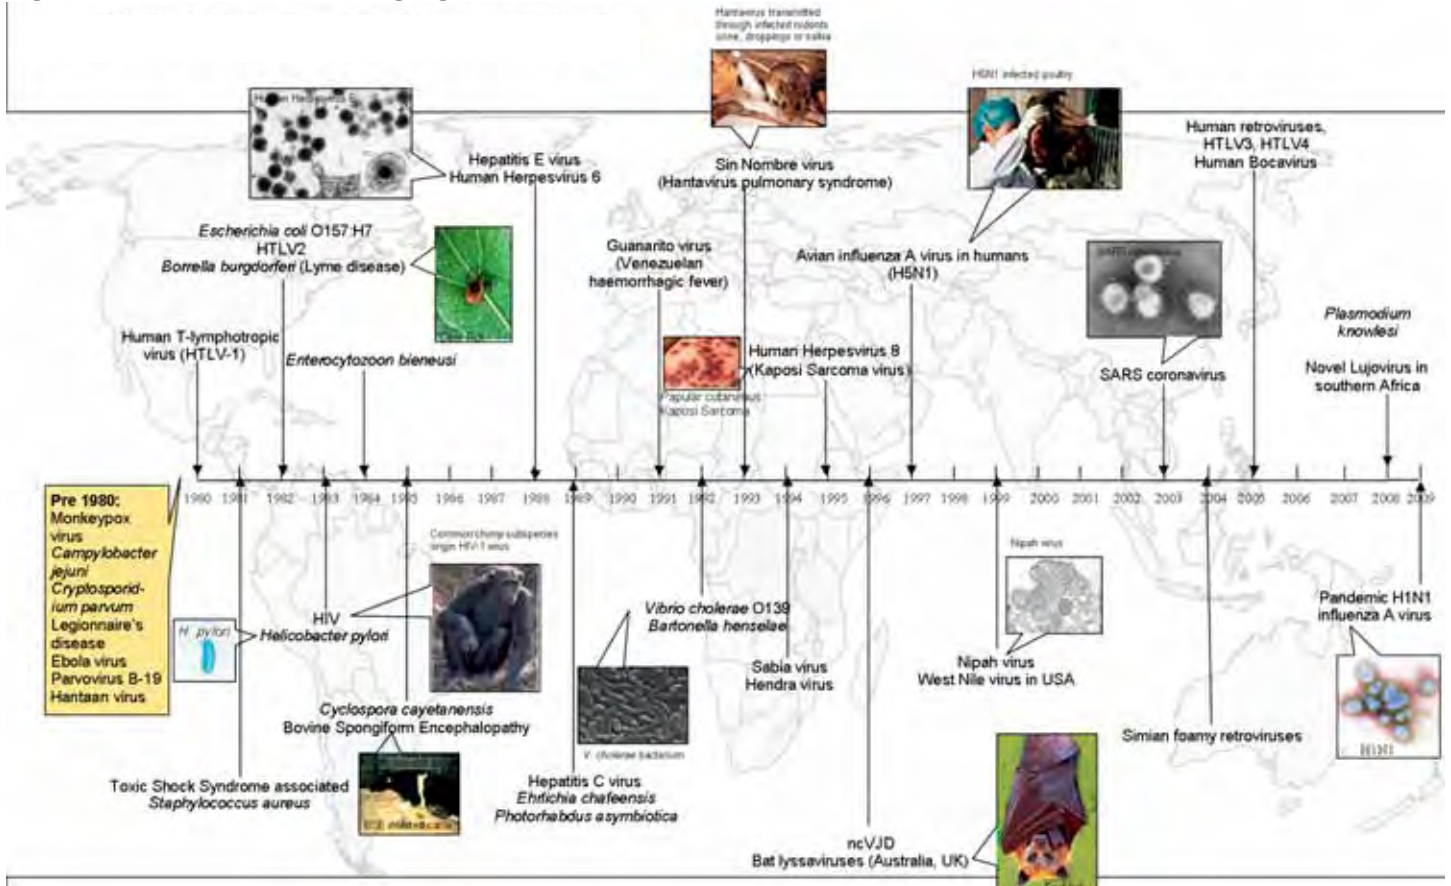 Hantavirus transmitted
through infected rodents
urine, droppings or saliva
H5N1 infected poultry
Human Herpesvirus 6
Hepatitis E virus
Human Herpesvirus 6
Sin Nombre virus
(Hantavirus pulmonary syndrome)
Human retroviruses,
HTLV3, HTLV4
Human Bocavirus
Escherichia coli O157:H7
HTLV2
Borrella burgdorferi (Lyme disease)
Guanarito virus
(Venezuelan
haemorrhagic fever)
Avian influenza A virus in humans
(H5N1)
SARS coronavirus
Human T-lymphotropic
virus (HTLV-1)
Enterocytozoon bieneusi
Human Herpesvirus 8
(Kaposi Sarcoma virus)
Papular cutaneous
Kaposi Sarcoma
SARS coronavirus
Plasmodium
knowlesi
Novel Lujovirus in
southern Africa
1980 1981 1982 1983 1984 1985 1986 1987 1988 1989 1990 1991 1992 1993 1994 1995 1996 1997 1998 1999 2000 2001 2002 2003 2004 2005 2006 2007 2008 2009
Pre 1980:
Monkeypox
virus
Campylobacter
jejuni
Cryptosporid-
ium parvum
Legionnaire's
disease
Ebola virus
Parvovirus B-19
Hantaan virus
H. pylori
HIV
Helicobacter pylori
Common chimp subspecies
origin HIV-1 virus
Cyclospora cayetanensis
Bovine Spongiform Encephalopathy
Toxic Shock Syndrome associated
Staphylococcus aureus
Vibrio cholerae O139
Bartonella henselae
V. cholerae bacterium
Hepatitis C virus
Ehrlichia chafeensis
Photorhabdus asymbiotica
Sabia virus
Hendra virus
ncVJD
Bat lyssaviruses (Australia, UK)
Nipah virus
Nipah virus
West Nile virus in USA
Simian foamy retroviruses
Pandemic H1N1
influenza A virus
H1N1